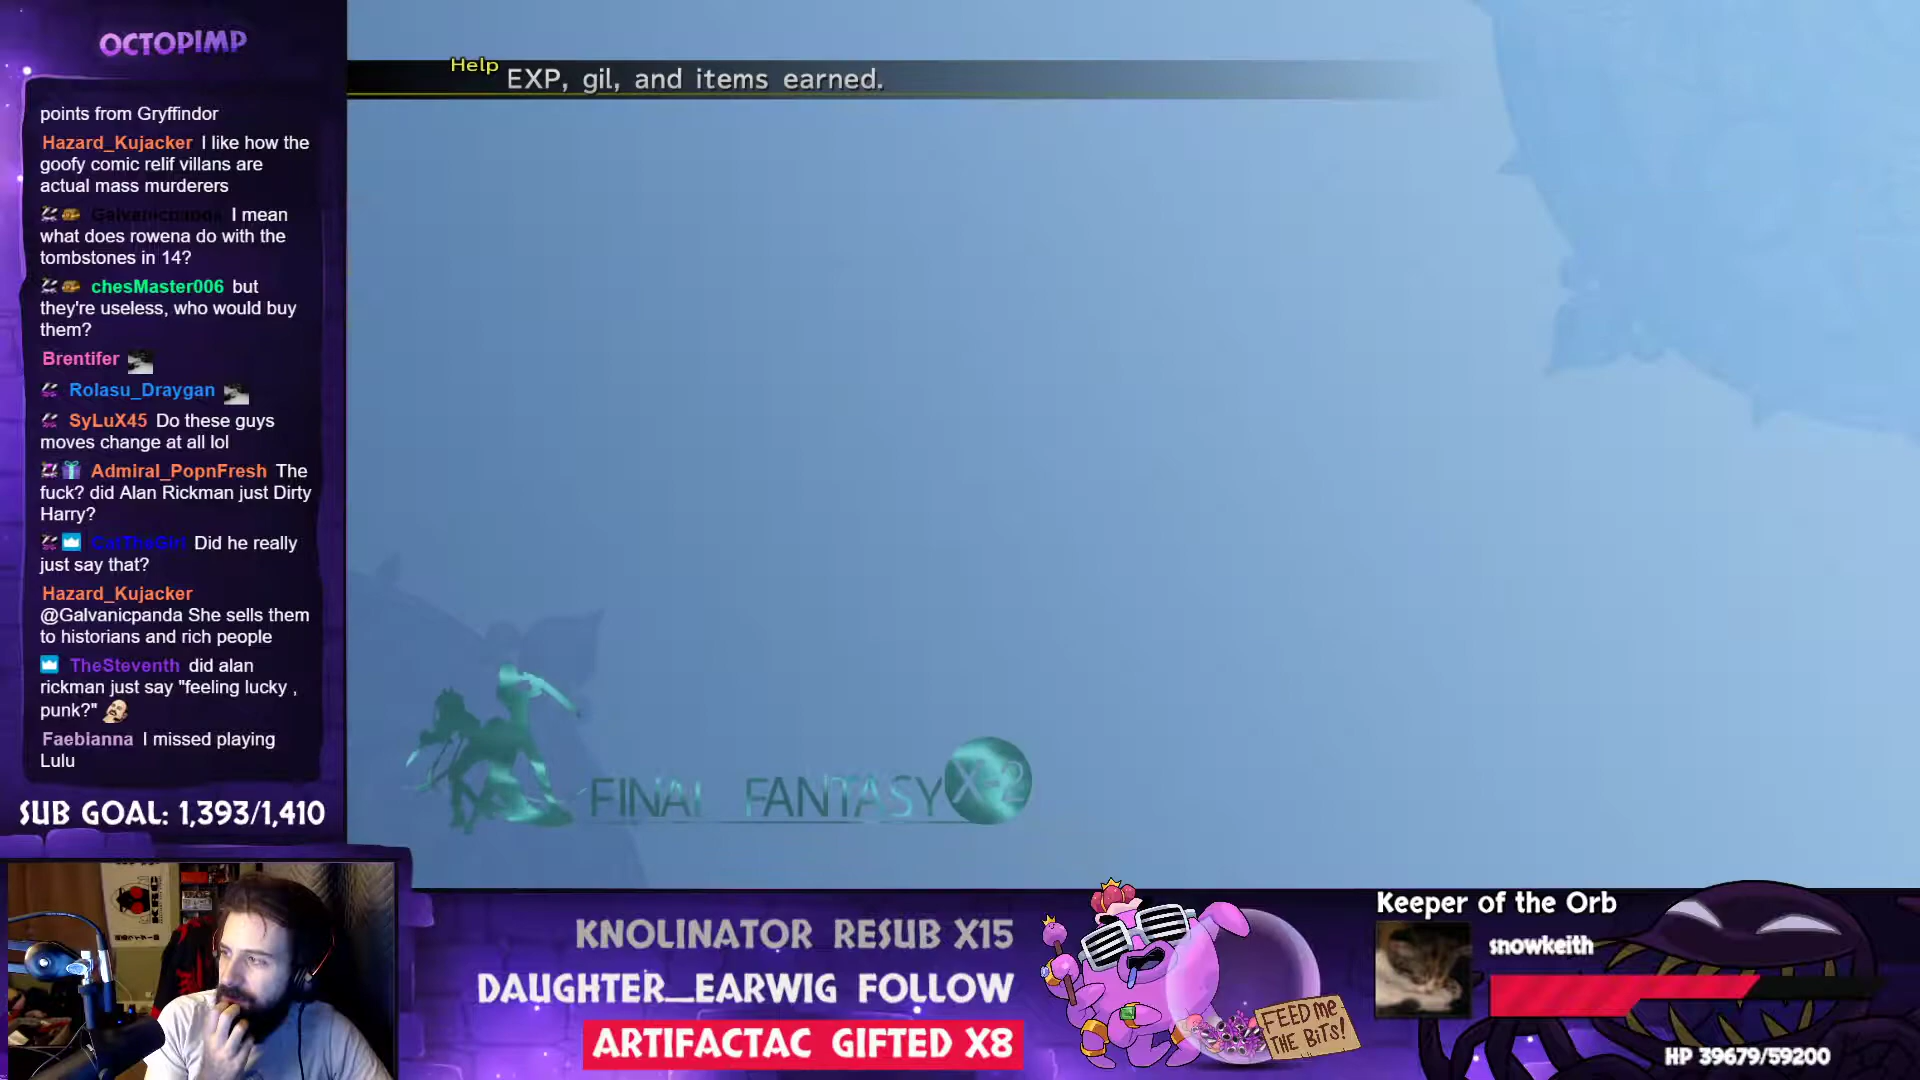 OCTOPIMP
points from Gryffindor
Hazard_Kujacker I like how the
goofy comic relif villans are
actual mass murderers
Galvanicpanda I mean
what does rowena do with the
tombstones in 14?
chesMaster006 but
they're useless, who would buy
them?
Brentifer
Rolasu_Draygan
SyLuX45 Do these guys
moves change at all lol
Admiral_PopnFresh The
fuck? did Alan Rickman just Dirty
Harry?
CatTheGirl Did he really
just say that?
Hazard_Kujacker
@Galvanicpanda She sells them
to historians and rich people
TheSteventh did alan
rickman just say "feeling lucky ,
punk?"
Faebianna I missed playing
Lulu
SUB GOAL: 1,393/1,410
Help
EXP, gil, and items earned.
FINAL FANTASY X-2
KNOLINATOR RESUB X15
DAUGHTER_EARWIG FOLLOW
ARTIFACTAC GIFTED X8
FEED ME
THE BITS!
Keeper of the Orb
snowkeith
HP 39679/59200